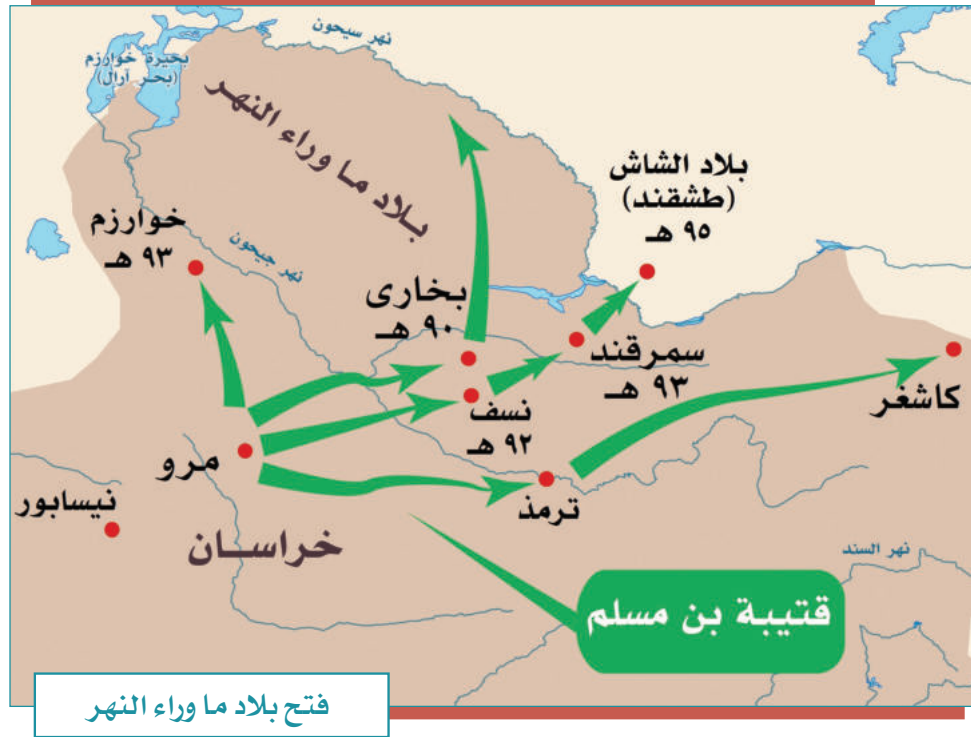 نهر سيحون
بحيرة خوارزم
(بحر آرال)
بلاد ما وراء النهر
بلاد الشاش
(طشقند)
٩٥ هـ
خوارزم
٩٣ هـ
نهر جيحون
بخارى
٩٠ هـ
سمرقند
٩٣ هـ
كاشغر
نسف
٩٢ هـ
مرو
ترمذ
نيسابور
خراسـان
نهر السند
قتيبة بن مسلم
فتح بلاد ما وراء النهر